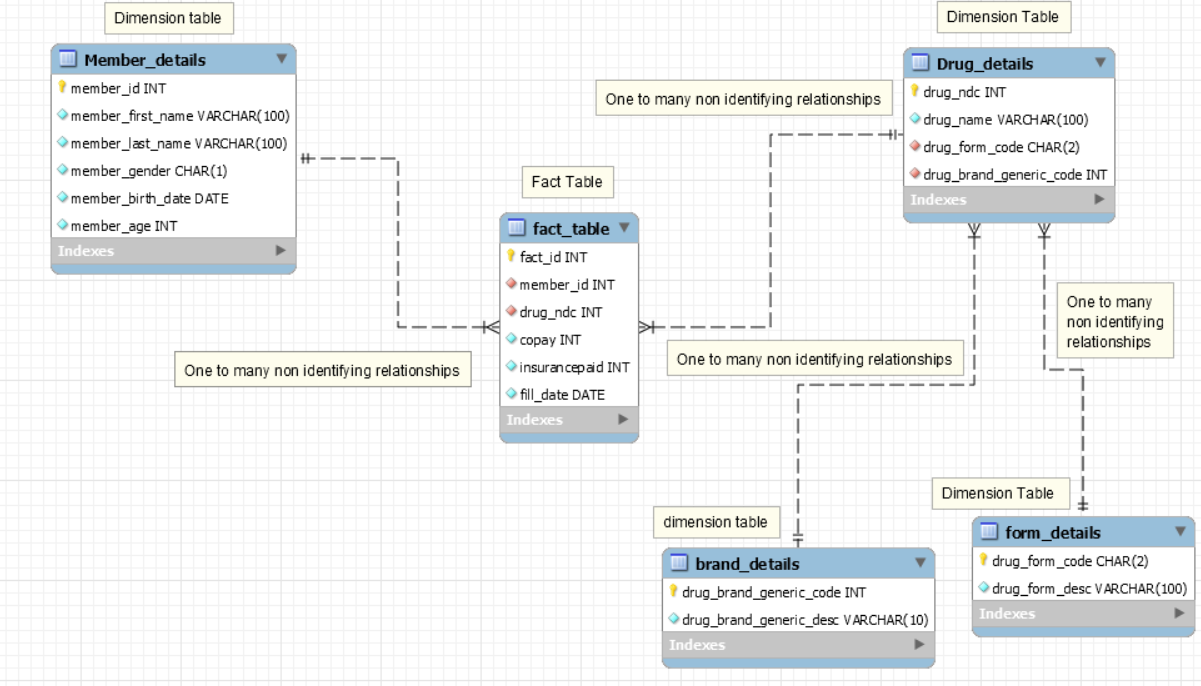 Dimension table
Member_details
member_id INT
member_first_name VARCHAR(100)
member_last_name VARCHAR(100)
member_gender CHAR(1)
member_birth_date DATE
member_age INT
Indexes
One to many non identifying relationships
Fact Table
fact_table
fact_id INT
member_id INT
drug_ndc INT
copay INT
insurancepaid INT
fill_date DATE
Indexes
One to many non identifying relationships
Dimension Table
Drug_details
drug_ndc INT
drug_name VARCHAR(100)
drug_form_code CHAR(2)
drug_brand_generic_code INT
Indexes
One to many non identifying relationships
One to many
non identifying
relationships
dimension table
brand_details
drug_brand_generic_code INT
drug_brand_generic_desc VARCHAR(10)
Indexes
Dimension Table
form_details
drug_form_code CHAR(2)
drug_form_desc VARCHAR(100)
Indexes